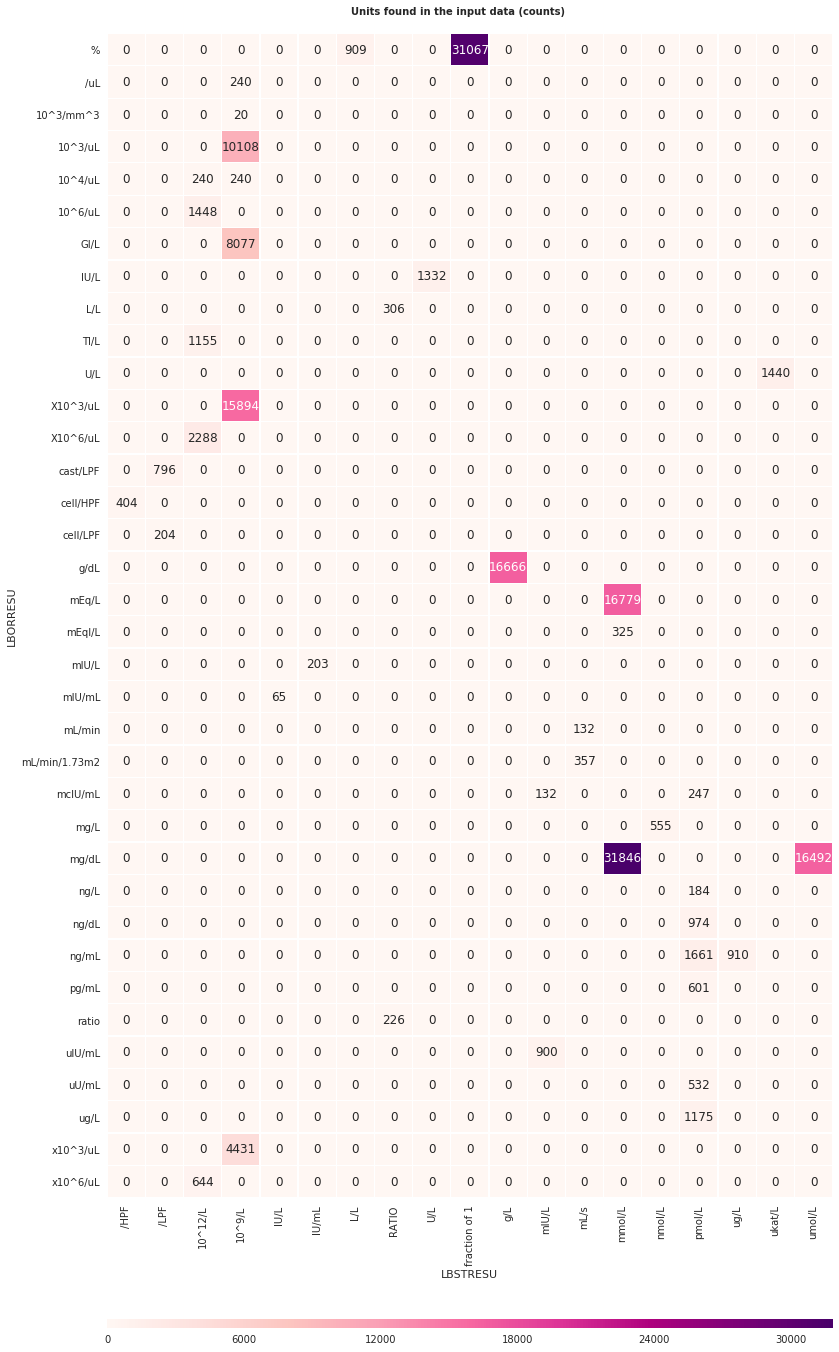 Units found in the input data (counts)
% 0 0 0 0 0 0 909 0 0 31067 0 0 0 0 0 0 0 0 0
/uL 0 0 0 240 0 0 0 0 0 0 0 0 0 0 0 0 0 0 0
10^3/mm^3 0 0 0 20 0 0 0 0 0 0 0 0 0 0 0 0 0 0 0
10^3/uL 0 0 0 10108 0 0 0 0 0 0 0 0 0 0 0 0 0 0 0
10^4/uL 0 0 240 240 0 0 0 0 0 0 0 0 0 0 0 0 0 0 0
10^6/uL 0 0 1448 0 0 0 0 0 0 0 0 0 0 0 0 0 0 0 0
GI/L 0 0 0 8077 0 0 0 0 0 0 0 0 0 0 0 0 0 0 0
IU/L 0 0 0 0 0 0 0 0 1332 0 0 0 0 0 0 0 0 0 0
L/L 0 0 0 0 0 0 0 306 0 0 0 0 0 0 0 0 0 0 0
TI/L 0 0 1155 0 0 0 0 0 0 0 0 0 0 0 0 0 0 0 0
U/L 0 0 0 0 0 0 0 0 0 0 0 0 0 0 0 0 0 1440 0
X10^3/uL 0 0 0 15894 0 0 0 0 0 0 0 0 0 0 0 0 0 0 0
X10^6/uL 0 0 2288 0 0 0 0 0 0 0 0 0 0 0 0 0 0 0 0
cast/LPF 0 796 0 0 0 0 0 0 0 0 0 0 0 0 0 0 0 0 0
cell/HPF 404 0 0 0 0 0 0 0 0 0 0 0 0 0 0 0 0 0 0
cell/LPF 0 204 0 0 0 0 0 0 0 0 0 0 0 0 0 0 0 0 0
g/dL 0 0 0 0 0 0 0 0 0 0 16666 0 0 0 0 0 0 0 0
mEq/L 0 0 0 0 0 0 0 0 0 0 0 0 0 16779 0 0 0 0 0
mEqI/L 0 0 0 0 0 0 0 0 0 0 0 0 0 325 0 0 0 0 0
mIU/L 0 0 0 0 0 203 0 0 0 0 0 0 0 0 0 0 0 0 0
mIU/mL 0 0 0 0 65 0 0 0 0 0 0 0 0 0 0 0 0 0 0
mL/min 0 0 0 0 0 0 0 0 0 0 0 0 132 0 0 0 0 0 0
mL/min/1.73m2 0 0 0 0 0 0 0 0 0 0 0 0 357 0 0 0 0 0 0
mcIU/mL 0 0 0 0 0 0 0 0 0 0 0 132 0 0 0 247 0 0 0
mg/L 0 0 0 0 0 0 0 0 0 0 0 0 0 0 555 0 0 0 0
mg/dL 0 0 0 0 0 0 0 0 0 0 0 0 0 31846 0 0 0 0 16492
ng/L 0 0 0 0 0 0 0 0 0 0 0 0 0 0 0 184 0 0 0
ng/dL 0 0 0 0 0 0 0 0 0 0 0 0 0 0 0 974 0 0 0
ng/mL 0 0 0 0 0 0 0 0 0 0 0 0 0 0 0 1661 910 0 0
pg/mL 0 0 0 0 0 0 0 0 0 0 0 0 0 0 0 601 0 0 0
ratio 0 0 0 0 0 0 0 226 0 0 0 0 0 0 0 0 0 0 0
uIU/mL 0 0 0 0 0 0 0 0 0 0 0 900 0 0 0 0 0 0 0
uU/mL 0 0 0 0 0 0 0 0 0 0 0 0 0 0 0 532 0 0 0
ug/L 0 0 0 0 0 0 0 0 0 0 0 0 0 0 0 1175 0 0 0
x10^3/uL 0 0 0 4431 0 0 0 0 0 0 0 0 0 0 0 0 0 0 0
x10^6/uL 0 0 644 0 0 0 0 0 0 0 0 0 0 0 0 0 0 0 0
LBORRESU
/HPF /LPF 10^12/L 10^9/L IU/L IU/mL L/L RATIO U/L fraction of 1 g/L mIU/L mL/s mmol/L nmol/L pmol/L ug/L ukat/L umol/L
LBSTRESU
0 6000 12000 18000 24000 30000